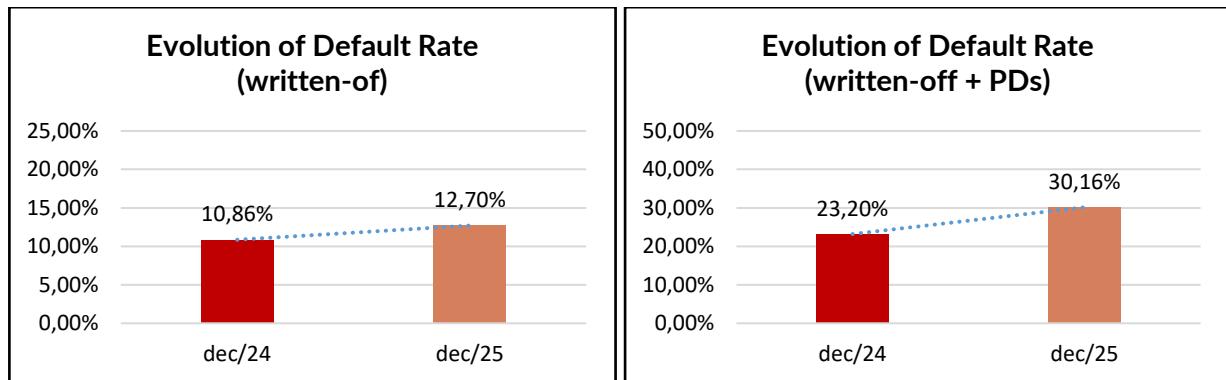 Evolution of Default Rate
(written-of)
25,00%
20,00%
15,00%
10,00%
5,00%
0,00%
10,86%
12,70%
dec/24
dec/25
Evolution of Default Rate
(written-off + PDs)
50,00%
40,00%
30,00%
20,00%
10,00%
0,00%
23,20%
30,16%
dec/24
dec/25